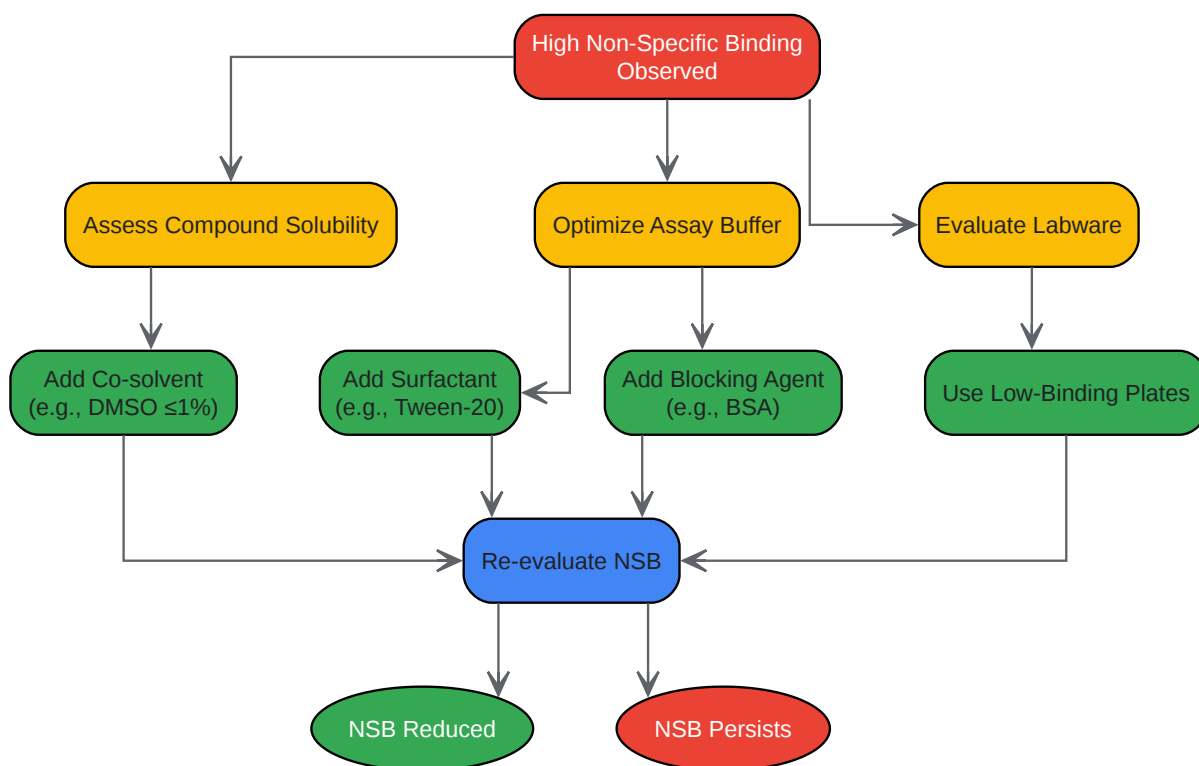 High Non-Specific Binding
Observed
Assess Compound Solubility
Optimize Assay Buffer
Evaluate Labware
Add Co-solvent
(e.g., DMSO ≤1%)
Add Surfactant
(e.g., Tween-20)
Add Blocking Agent
(e.g., BSA)
Use Low-Binding Plates
Re-evaluate NSB
NSB Reduced
NSB Persists